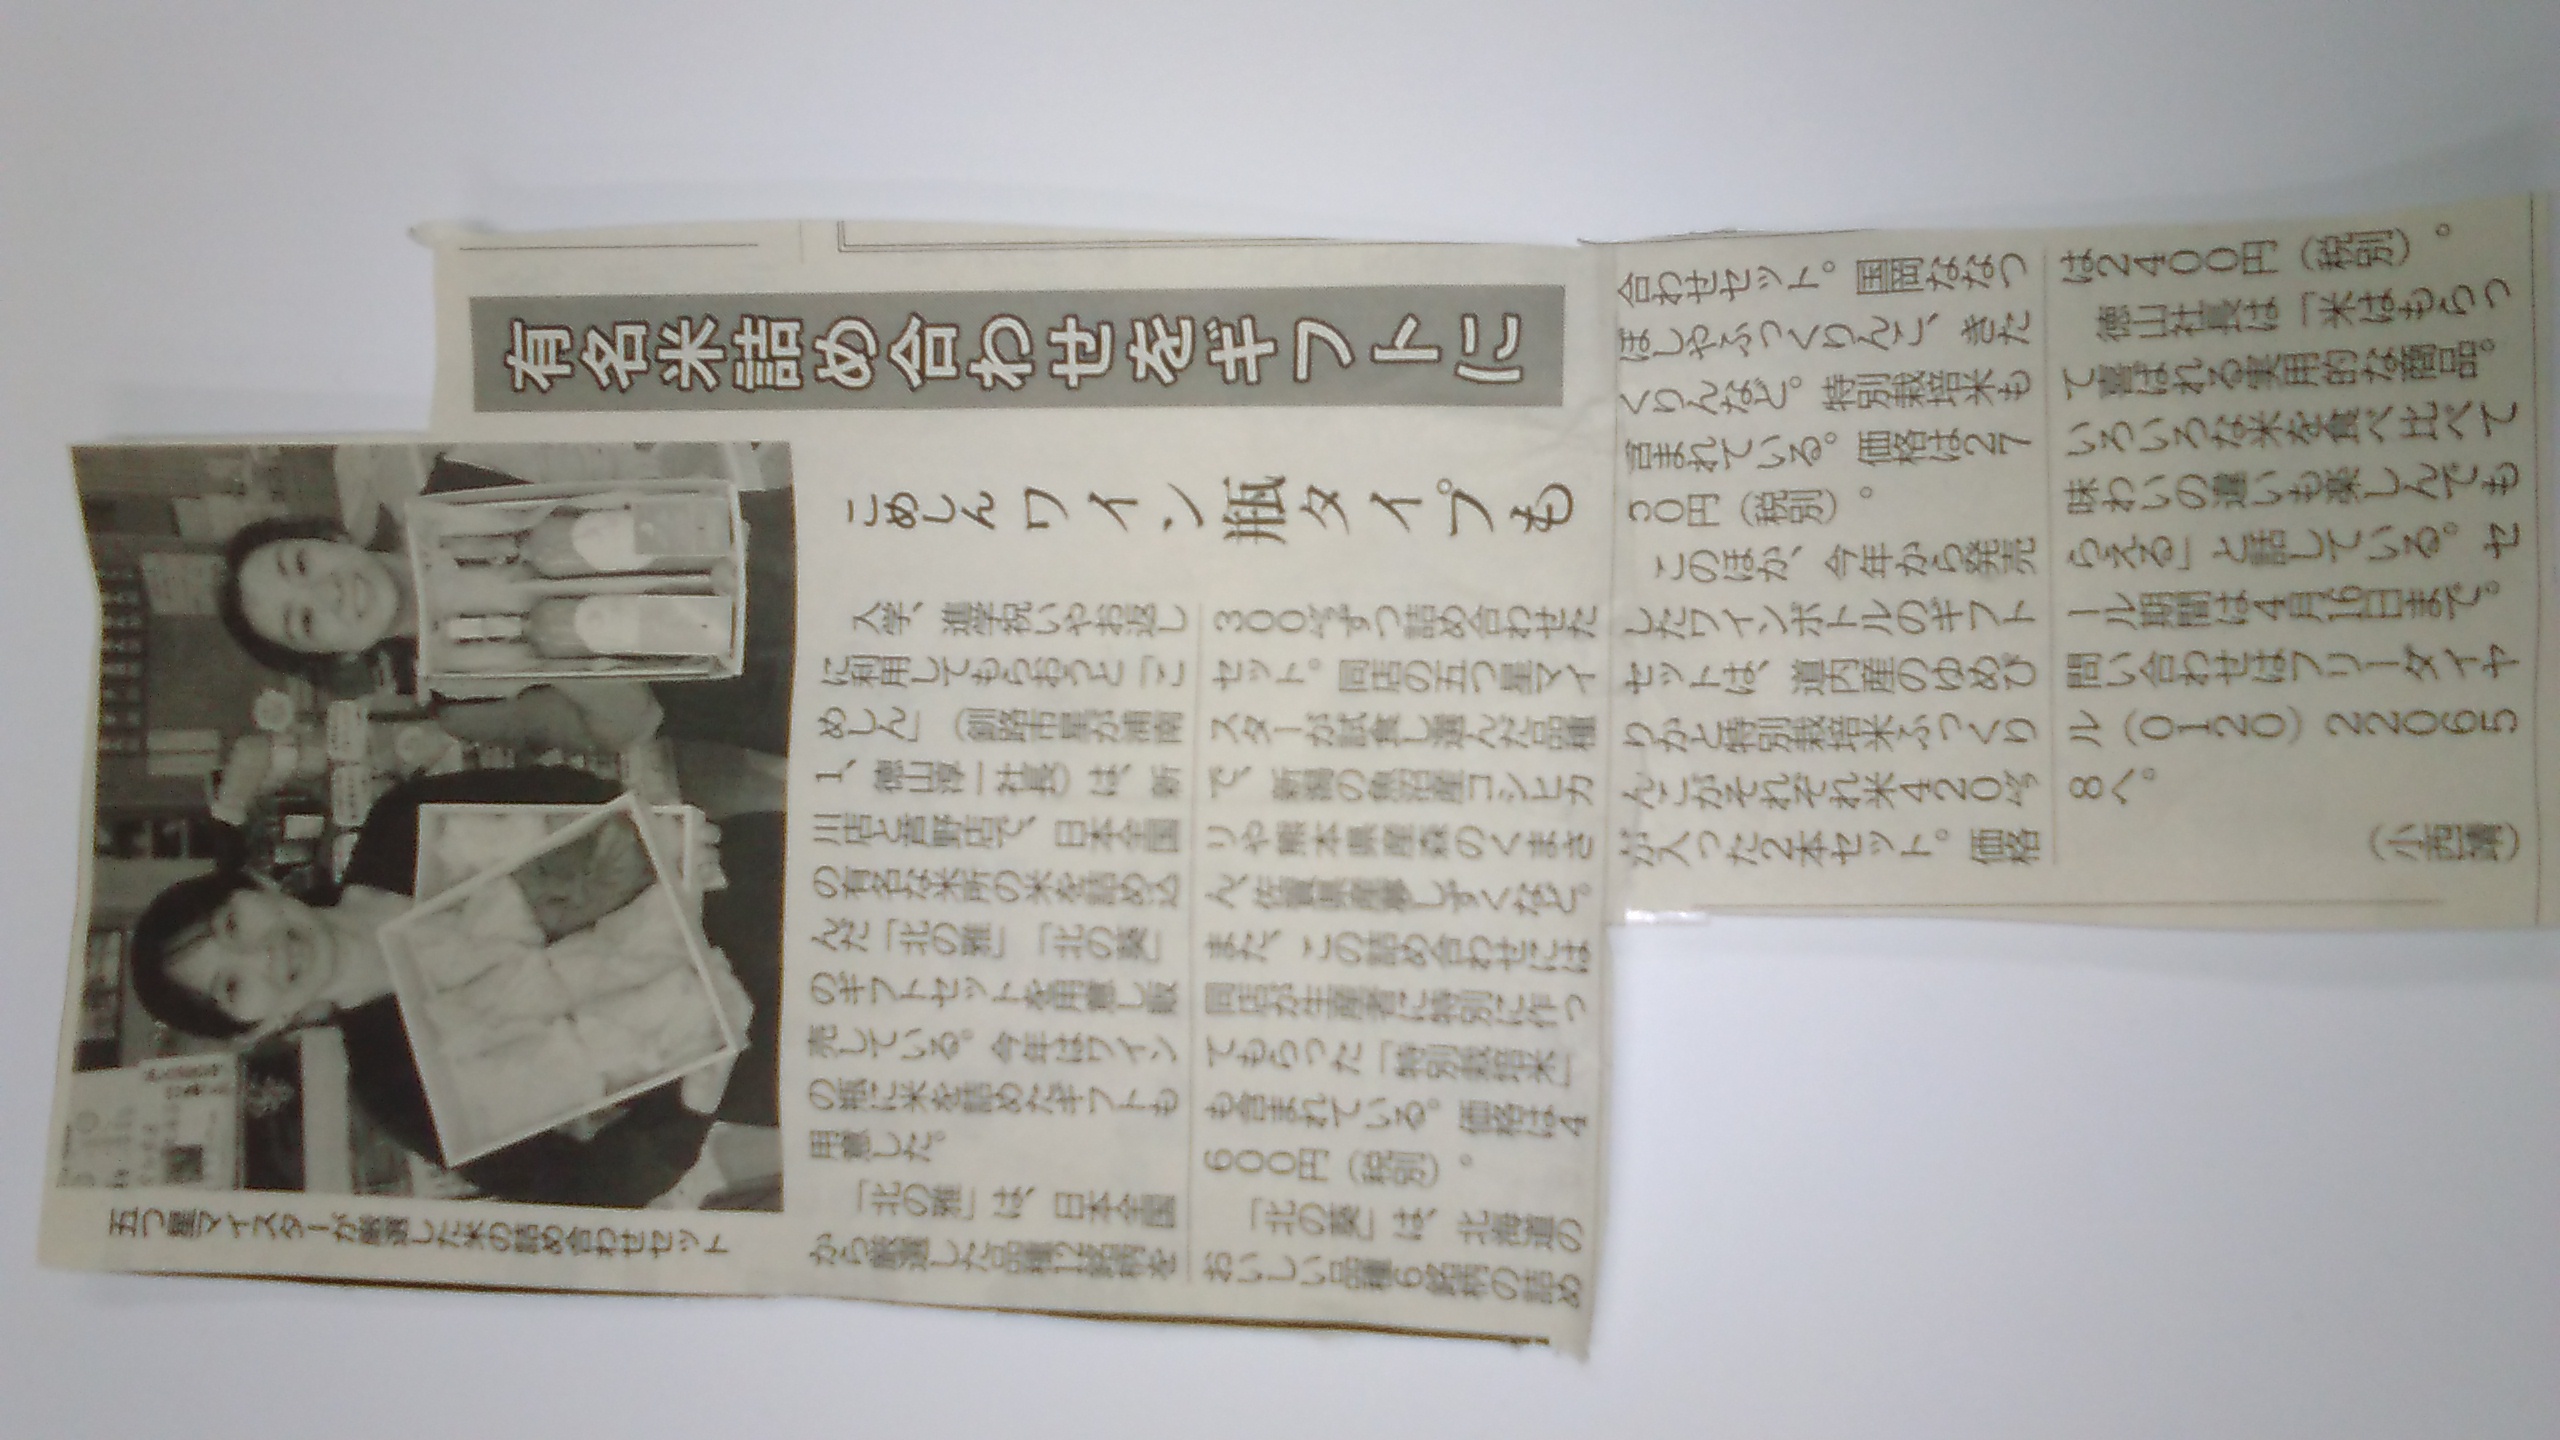 有名米詰め合わせをギフトに
こめしん ワイン瓶タイプも
入学、進学祝いやお返し
に利用してもらおうと「こ
めしん」(釧路市星が浦南
1、徳山淳一社長)は、新
川店と芦野店で、日本全国
の有名な米所の米を詰め込
んだ「北の雅」「北の葵」
のギフトセットを用意し販
売している。今年はワイン
の瓶に米を詰めたギフトも
用意した。
「北の雅」は、日本全国
から厳選した品種12銘柄を
300㌘ずつ詰め合わせた
セット。同店の五つ星マイ
スターが試食し選んだ品種
で、新潟の魚沼産コシヒカ
リや熊本県産森のくまさ
ん、佐賀県産夢しずくなど。
また、この詰め合わせには
同店が生産者に特別に作っ
てもらった「特別栽培米」
も含まれている。価格は4
600円(税別)。
「北の葵」は、北海道の
おいしい品種6銘柄の詰め
合わせセット。国岡ななつ
ぼしやふっくりんこ、きた
くりんなど。特別栽培米も
含まれている。価格は27
50円(税別)。
このほか、今年から発売
したワインボトルのギフト
セットは、道内産のゆめぴ
りかと特別栽培米ふっくり
んこがそれぞれ米420㌘
が入った2本セット。価格
は2400円(税別)。
徳山社長は「米はもらっ
て喜ばれる実用的な商品。
いろいろな米を食べ比べて
味わいの違いも楽しんでも
らえる」と話している。セ
ール期間は4月16日まで。
問い合わせはフリーダイヤ
ル(0120)22065
8へ。
五つ星マイスターが厳選した米の詰め合わせセット